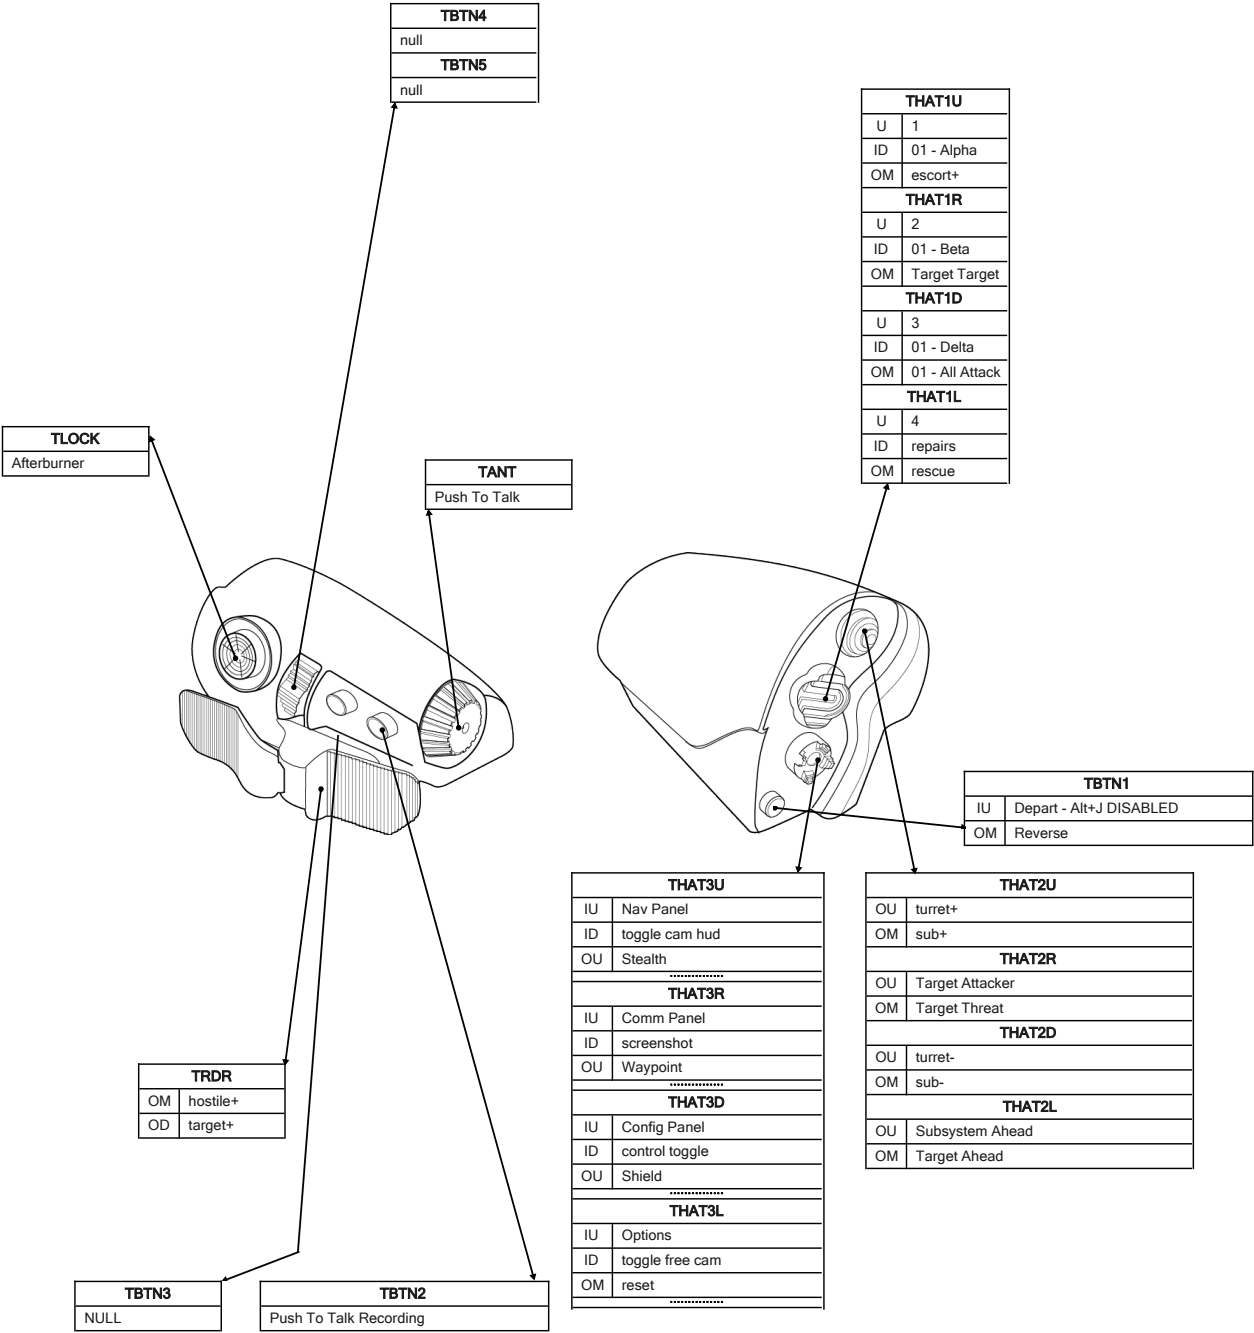 TBTN4
null
TBTN5
null
THAT1U
U 1
ID 01 - Alpha
OM escort+
THAT1R
U 2
ID 01 - Beta
OM Target Target
THAT1D
U 3
ID 01 - Delta
OM 01 - All Attack
THAT1L
U 4
ID repairs
OM rescue
TLOCK
Afterburner
TANT
Push To Talk
TBTN1
IU Depart - Alt+J DISABLED
OM Reverse
THAT3U
IU Nav Panel
ID toggle cam hud
OU Stealth
THAT3R
IU Comm Panel
ID screenshot
OU Waypoint
THAT3D
IU Config Panel
ID control toggle
OU Shield
THAT3L
IU Options
ID toggle free cam
OM reset
THAT2U
OU turret+
OM sub+
THAT2R
OU Target Attacker
OM Target Threat
THAT2D
OU turret-
OM sub-
THAT2L
OU Subsystem Ahead
OM Target Ahead
TRDR
OM hostile+
OD target+
TBTN3
NULL
TBTN2
Push To Talk Recording